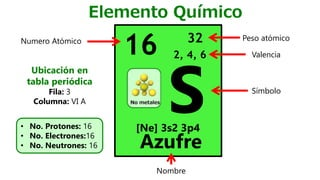 Elemento Químico
Numero Atómico
16
32
Peso atómico
2, 4, 6
Valencia
Ubicación en
tabla periódica
Fila: 3
Columna: VI A
No metales
S
Símbolo
• No. Protones: 16
• No. Electrones:16
• No. Neutrones: 16
[Ne] 3s2 3p4
Azufre
Nombre